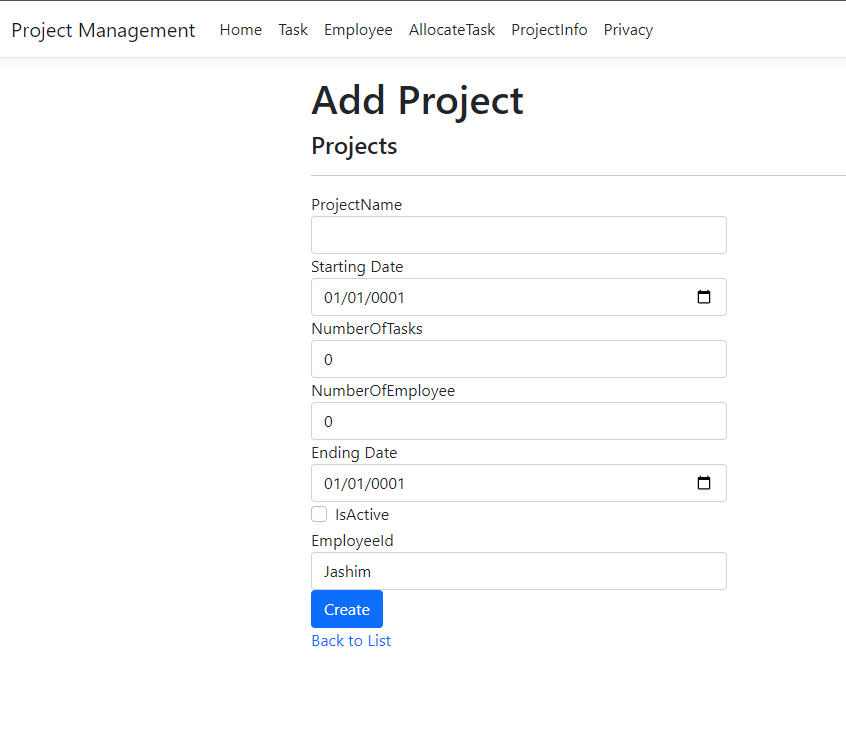 Project Management Home Task Employee AllocateTask ProjectInfo Privacy
Add Project
Projects
ProjectName
Starting Date
01/01/0001
NumberOfTasks
0
NumberOfEmployee
0
Ending Date
01/01/0001
IsActive
EmployeeId
Jashim
Create
Back to List